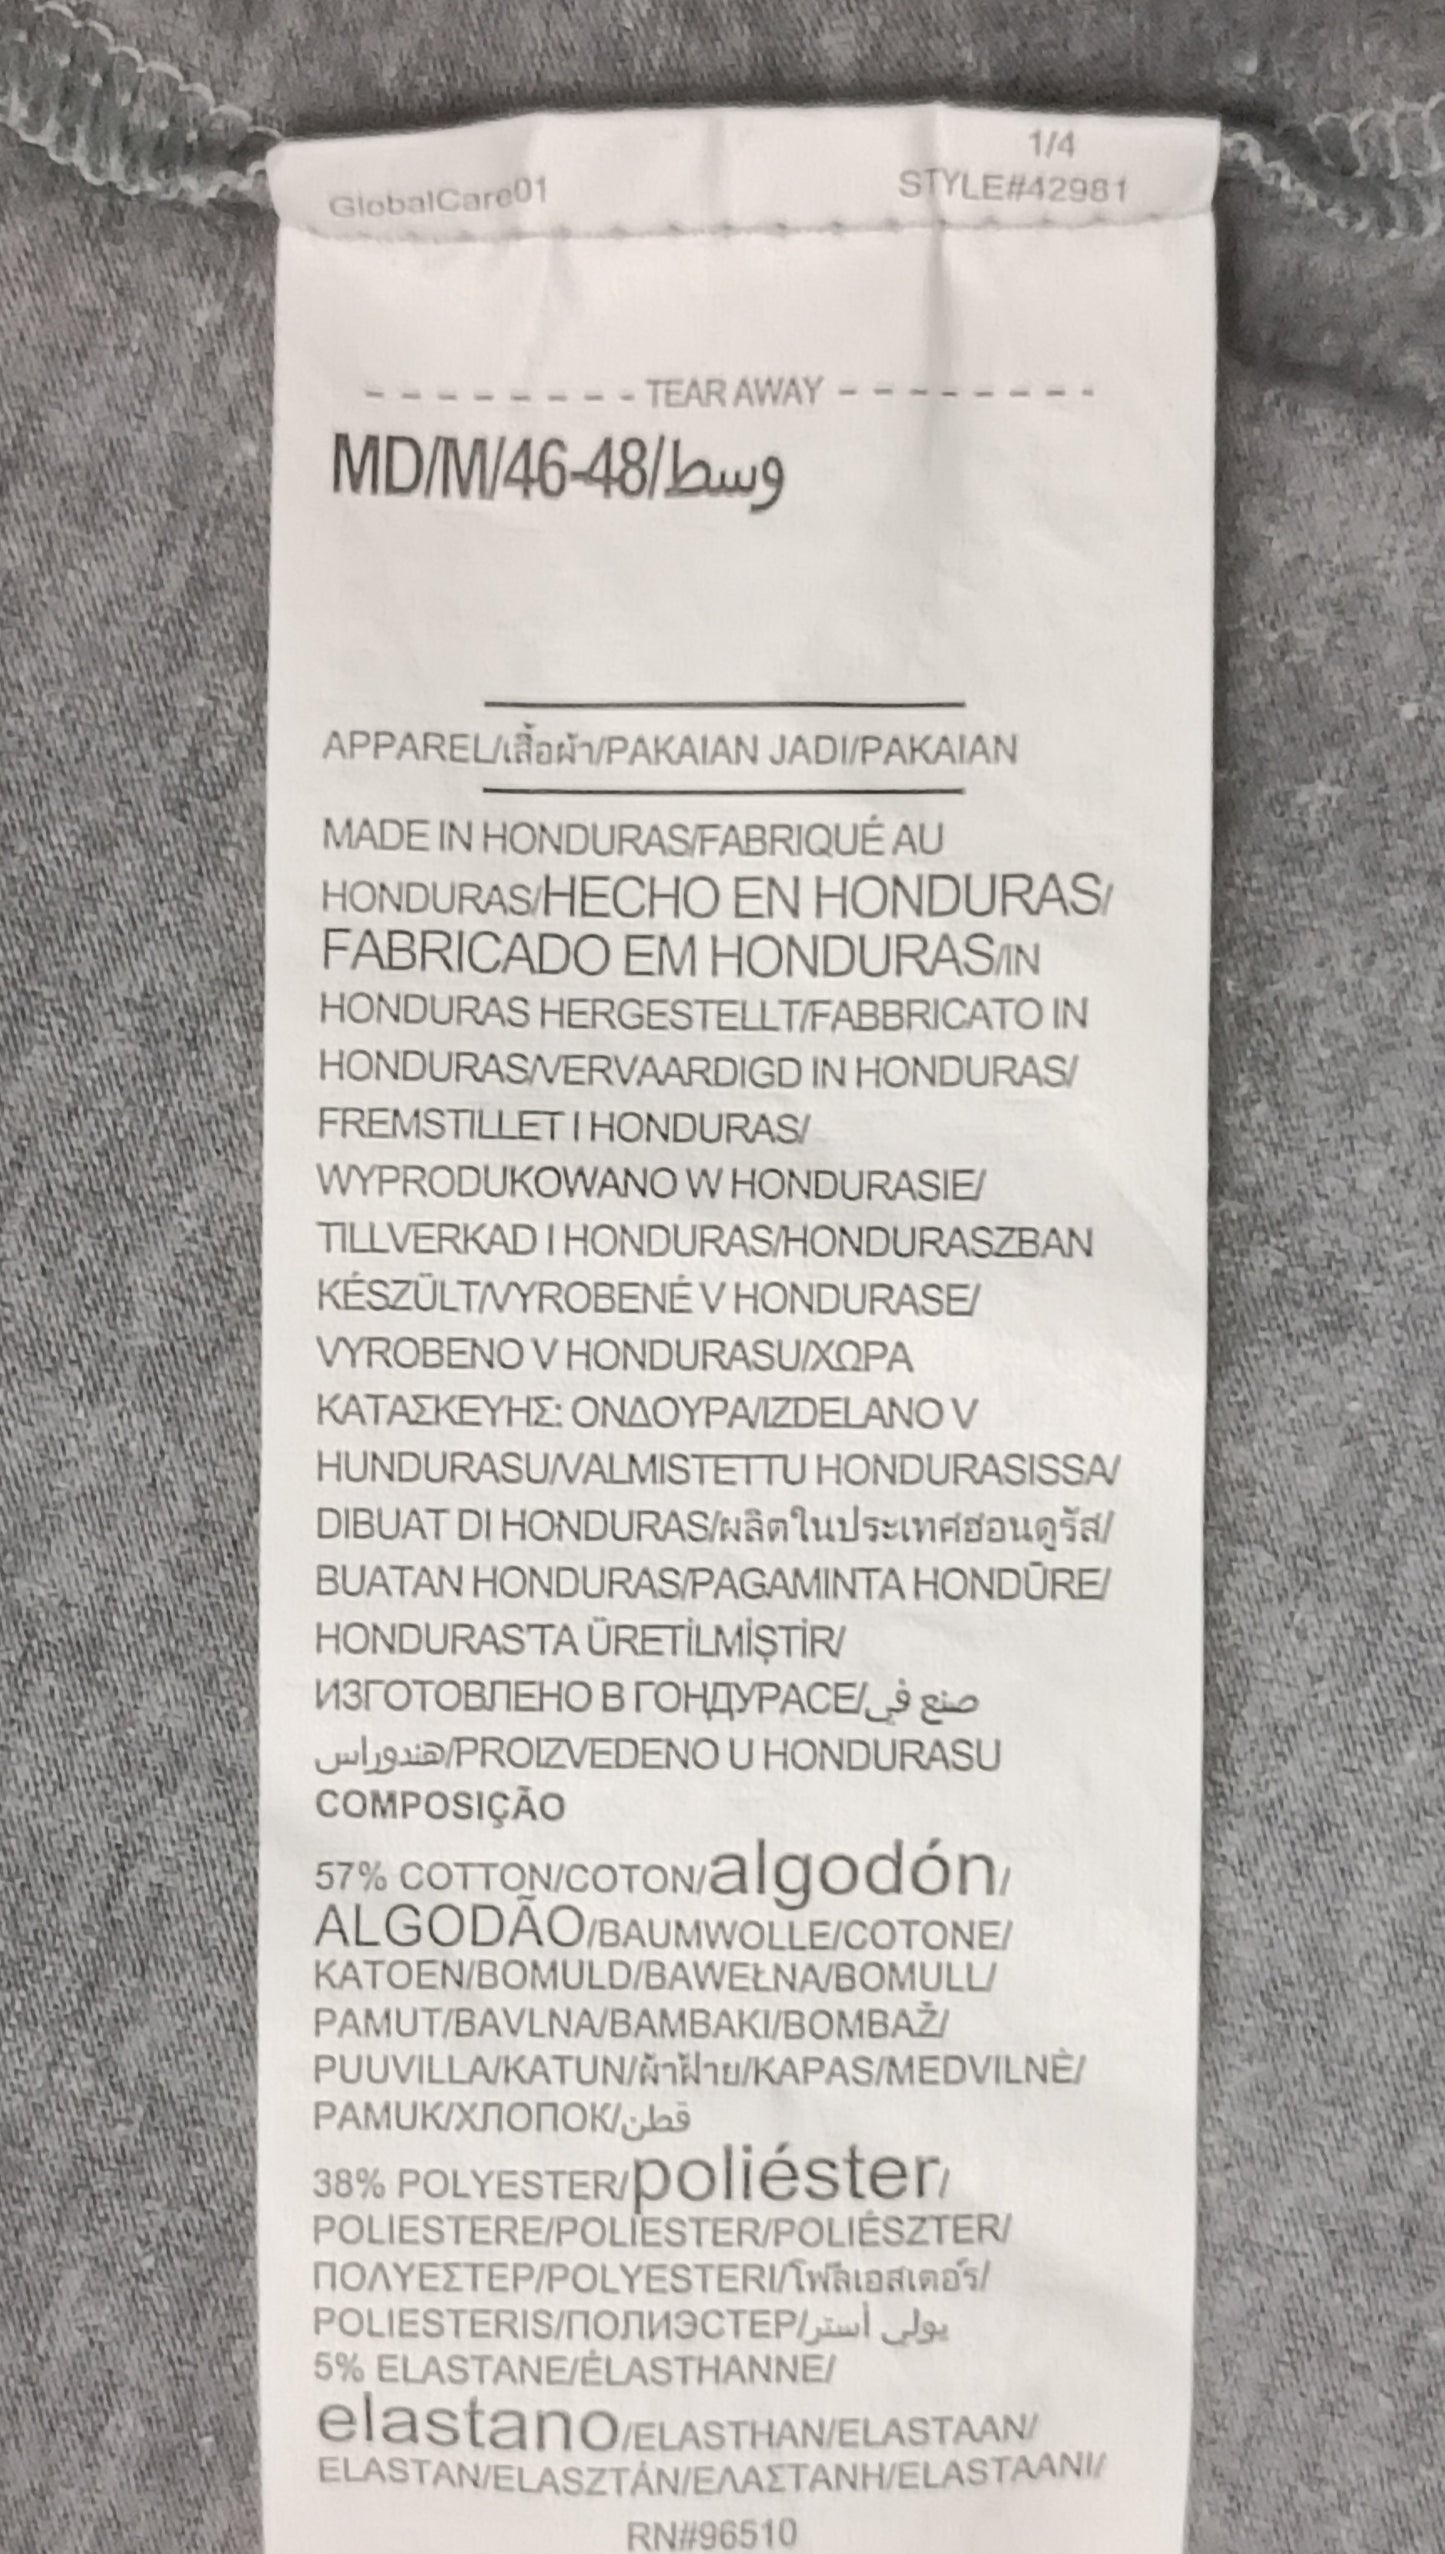 1/4
GlobalCare01 STYLE#42981
TEAR AWAY
MD/M/46-48/وسط
APPAREL/เสื้อผ้า/PAKAIAN JADI/PAKAIAN
MADE IN HONDURAS/FABRIQUÉ AU
HONDURAS/HECHO EN HONDURAS/
FABRICADO EM HONDURAS/IN
HONDURAS HERGESTELLT/FABBRICATO IN
HONDURAS/VERVAARDIGD IN HONDURAS/
FREMSTILLET I HONDURAS/
WYPRODUKOWANO W HONDURASIE/
TILLVERKAD I HONDURAS/HONDURASZBAN
KÉSZÜLT/VYROBENÉ V HONDURASE/
VYROBENO V HONDURASU/ΧΩΡΑ
ΚΑΤΑΣΚΕΥΗΣ: ΟΝΔΟΥΡΑ/IZDELANO V
HUNDURASU/VALMISTETTU HONDURASISSA/
DIBUAT DI HONDURAS/ผลิตในประเทศฮอนดูรัส/
BUATAN HONDURAS/PAGAMINTA HONDŪRE/
HONDURAS'TA ÜRETİLMİŞTİR/
ИЗГОТОВЛЕНО В ГОНДУРАСЕ/صنع في
هندوراس/PROIZVEDENO U HONDURASU
COMPOSIÇÃO
57% COTTON/COTON/algodón/
ALGODÃO/BAUMWOLLE/COTONE/
KATOEN/BOMULD/BAWEŁNA/BOMULL/
PAMUT/BAVLNA/BAMBAKI/BOMBAŽ/
PUUVILLA/KATUN/ผ้าฝ้าย/KAPAS/MEDVILNĖ/
PAMUK/ХЛОПОК/قطن
38% POLYESTER/poliéster/
POLIESTERE/POLIESTER/POLIÉSZTER/
ΠΟΛΥΕΣΤΕΡ/POLYESTERI/โพลีเอสเตอร์/
POLIESTERIS/ПОЛИЭСТЕР/بولي أستر
5% ELASTANE/ÉLASTHANNE/
elastano/ELASTHAN/ELASTAAN/
ELASTAN/ELASZTÁN/ΕΛΑΣΤΑΝΗ/ELASTAANI/
RN#96510